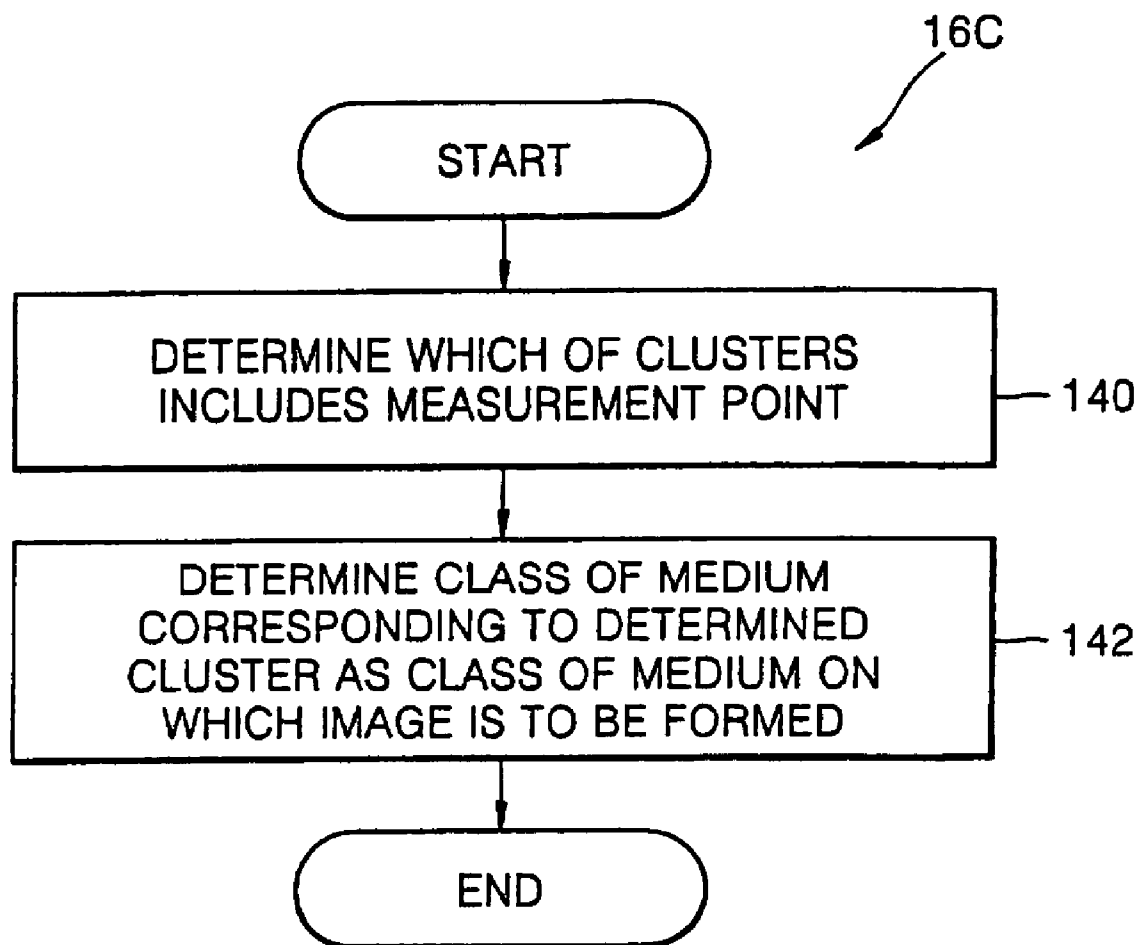 16C
START
DETERMINE WHICH OF CLUSTERS
INCLUDES MEASUREMENT POINT
140
DETERMINE CLASS OF MEDIUM
CORRESPONDING TO DETERMINED
CLUSTER AS CLASS OF MEDIUM ON
WHICH IMAGE IS TO BE FORMED
142
END